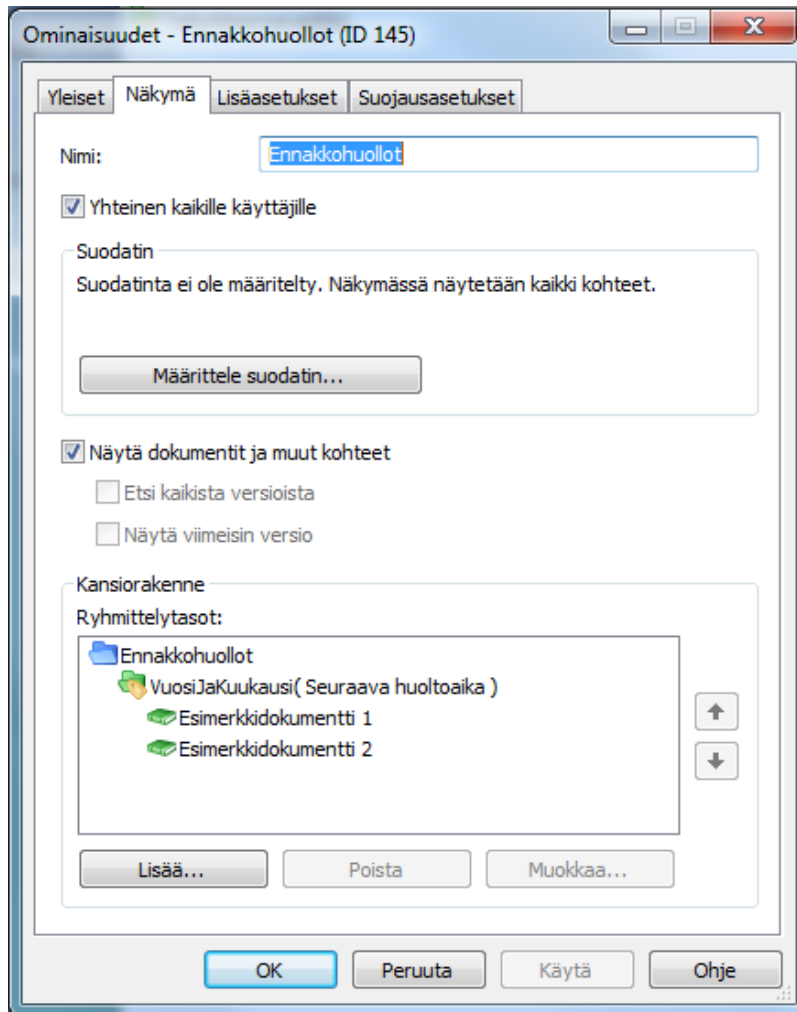 Ominaisuudet - Ennakkohuollot (ID 145)
Yleiset Näkymä Lisäasetukset Suojausasetukset
Nimi: Ennakkohuollot
Yhteinen kaikille käyttäjille
Suodatin
Suodatinta ei ole määritelty. Näkymässä näytetään kaikki kohteet.
Määrittele suodatin...
Näytä dokumentit ja muut kohteet
Etsi kaikista versioista
Näytä viimeisin versio
Kansiorakenne
Ryhmittelytasot:
Ennakkohuollot
VuosiJaKuukausi( Seuraava huoltoaika )
Esimerkkidokumentti 1
Esimerkkidokumentti 2
Lisää... Poista Muokkaa...
OK Peruuta Käytä Ohje